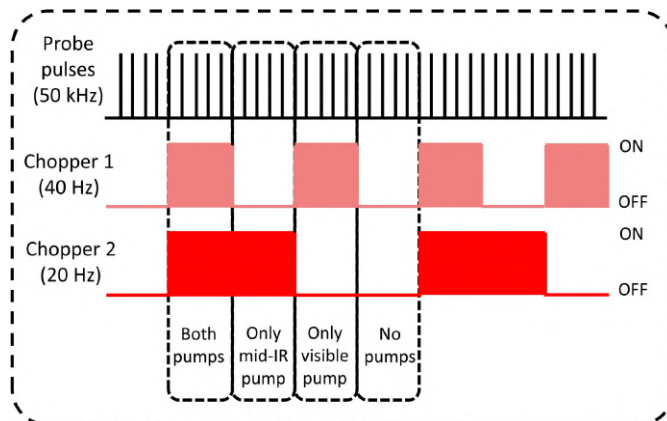 Probe
pulses
(50 kHz)
Chopper 1
(40 Hz)
ON
OFF
Chopper 2
(20 Hz)
ON
OFF
Both
pumps
Only
mid-IR
pump
Only
visible
pump
No
pumps